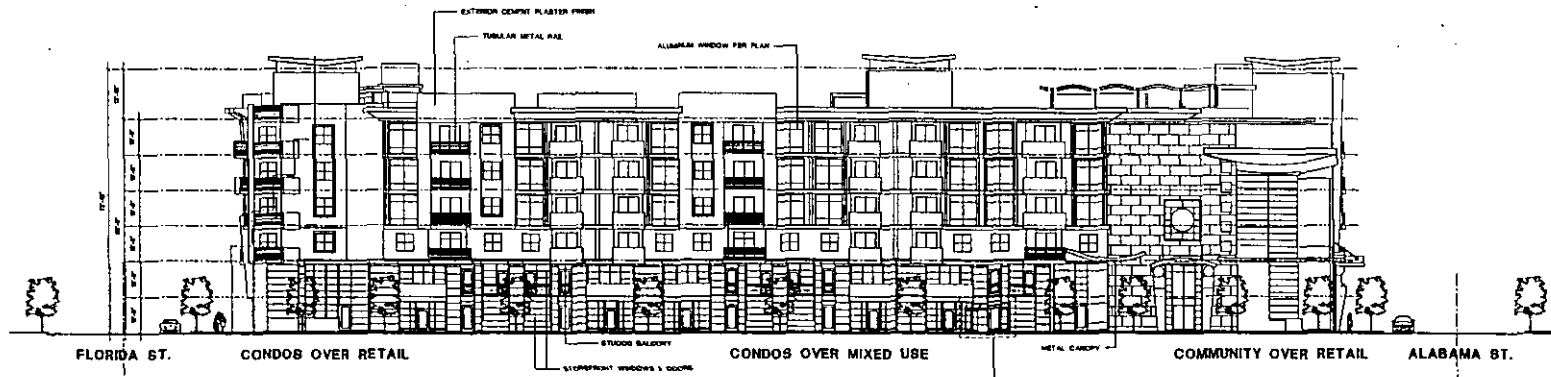 EXTERIOR CEMENT PLASTER FINISH
TUBULAR METAL RAIL
ALUMINUM WINDOW PER PLAN
STUCCO BALCONY
METAL CANOPY
STOREFRONT WINDOWS & DOORS
FLORIDA ST.
CONDOS OVER RETAIL
CONDOS OVER MIXED USE
COMMUNITY OVER RETAIL
ALABAMA ST.